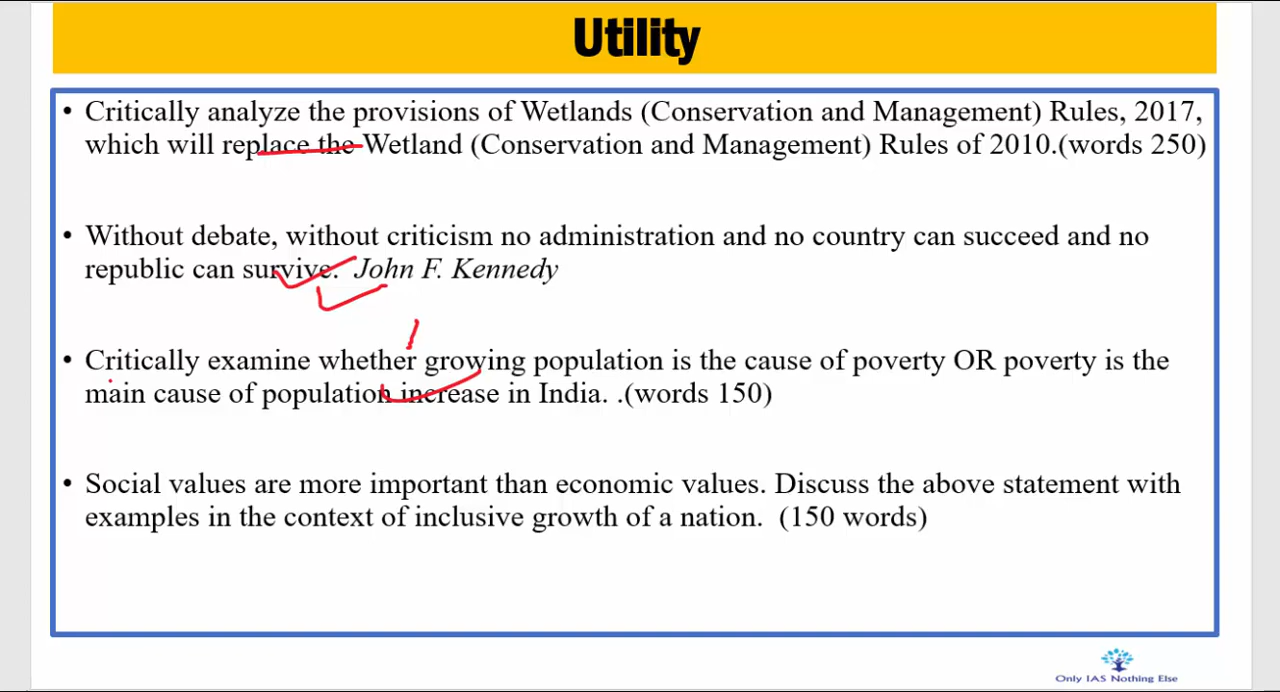 Utility
• Critically analyze the provisions of Wetlands (Conservation and Management) Rules, 2017,
which will replace the Wetland (Conservation and Management) Rules of 2010.(words 250)
• Without debate, without criticism no administration and no country can succeed and no
republic can survive. John F. Kennedy
• Critically examine whether growing population is the cause of poverty OR poverty is the
main cause of population increase in India. .(words 150)
• Social values are more important than economic values. Discuss the above statement with
examples in the context of inclusive growth of a nation. (150 words)
Only IAS Nothing Else